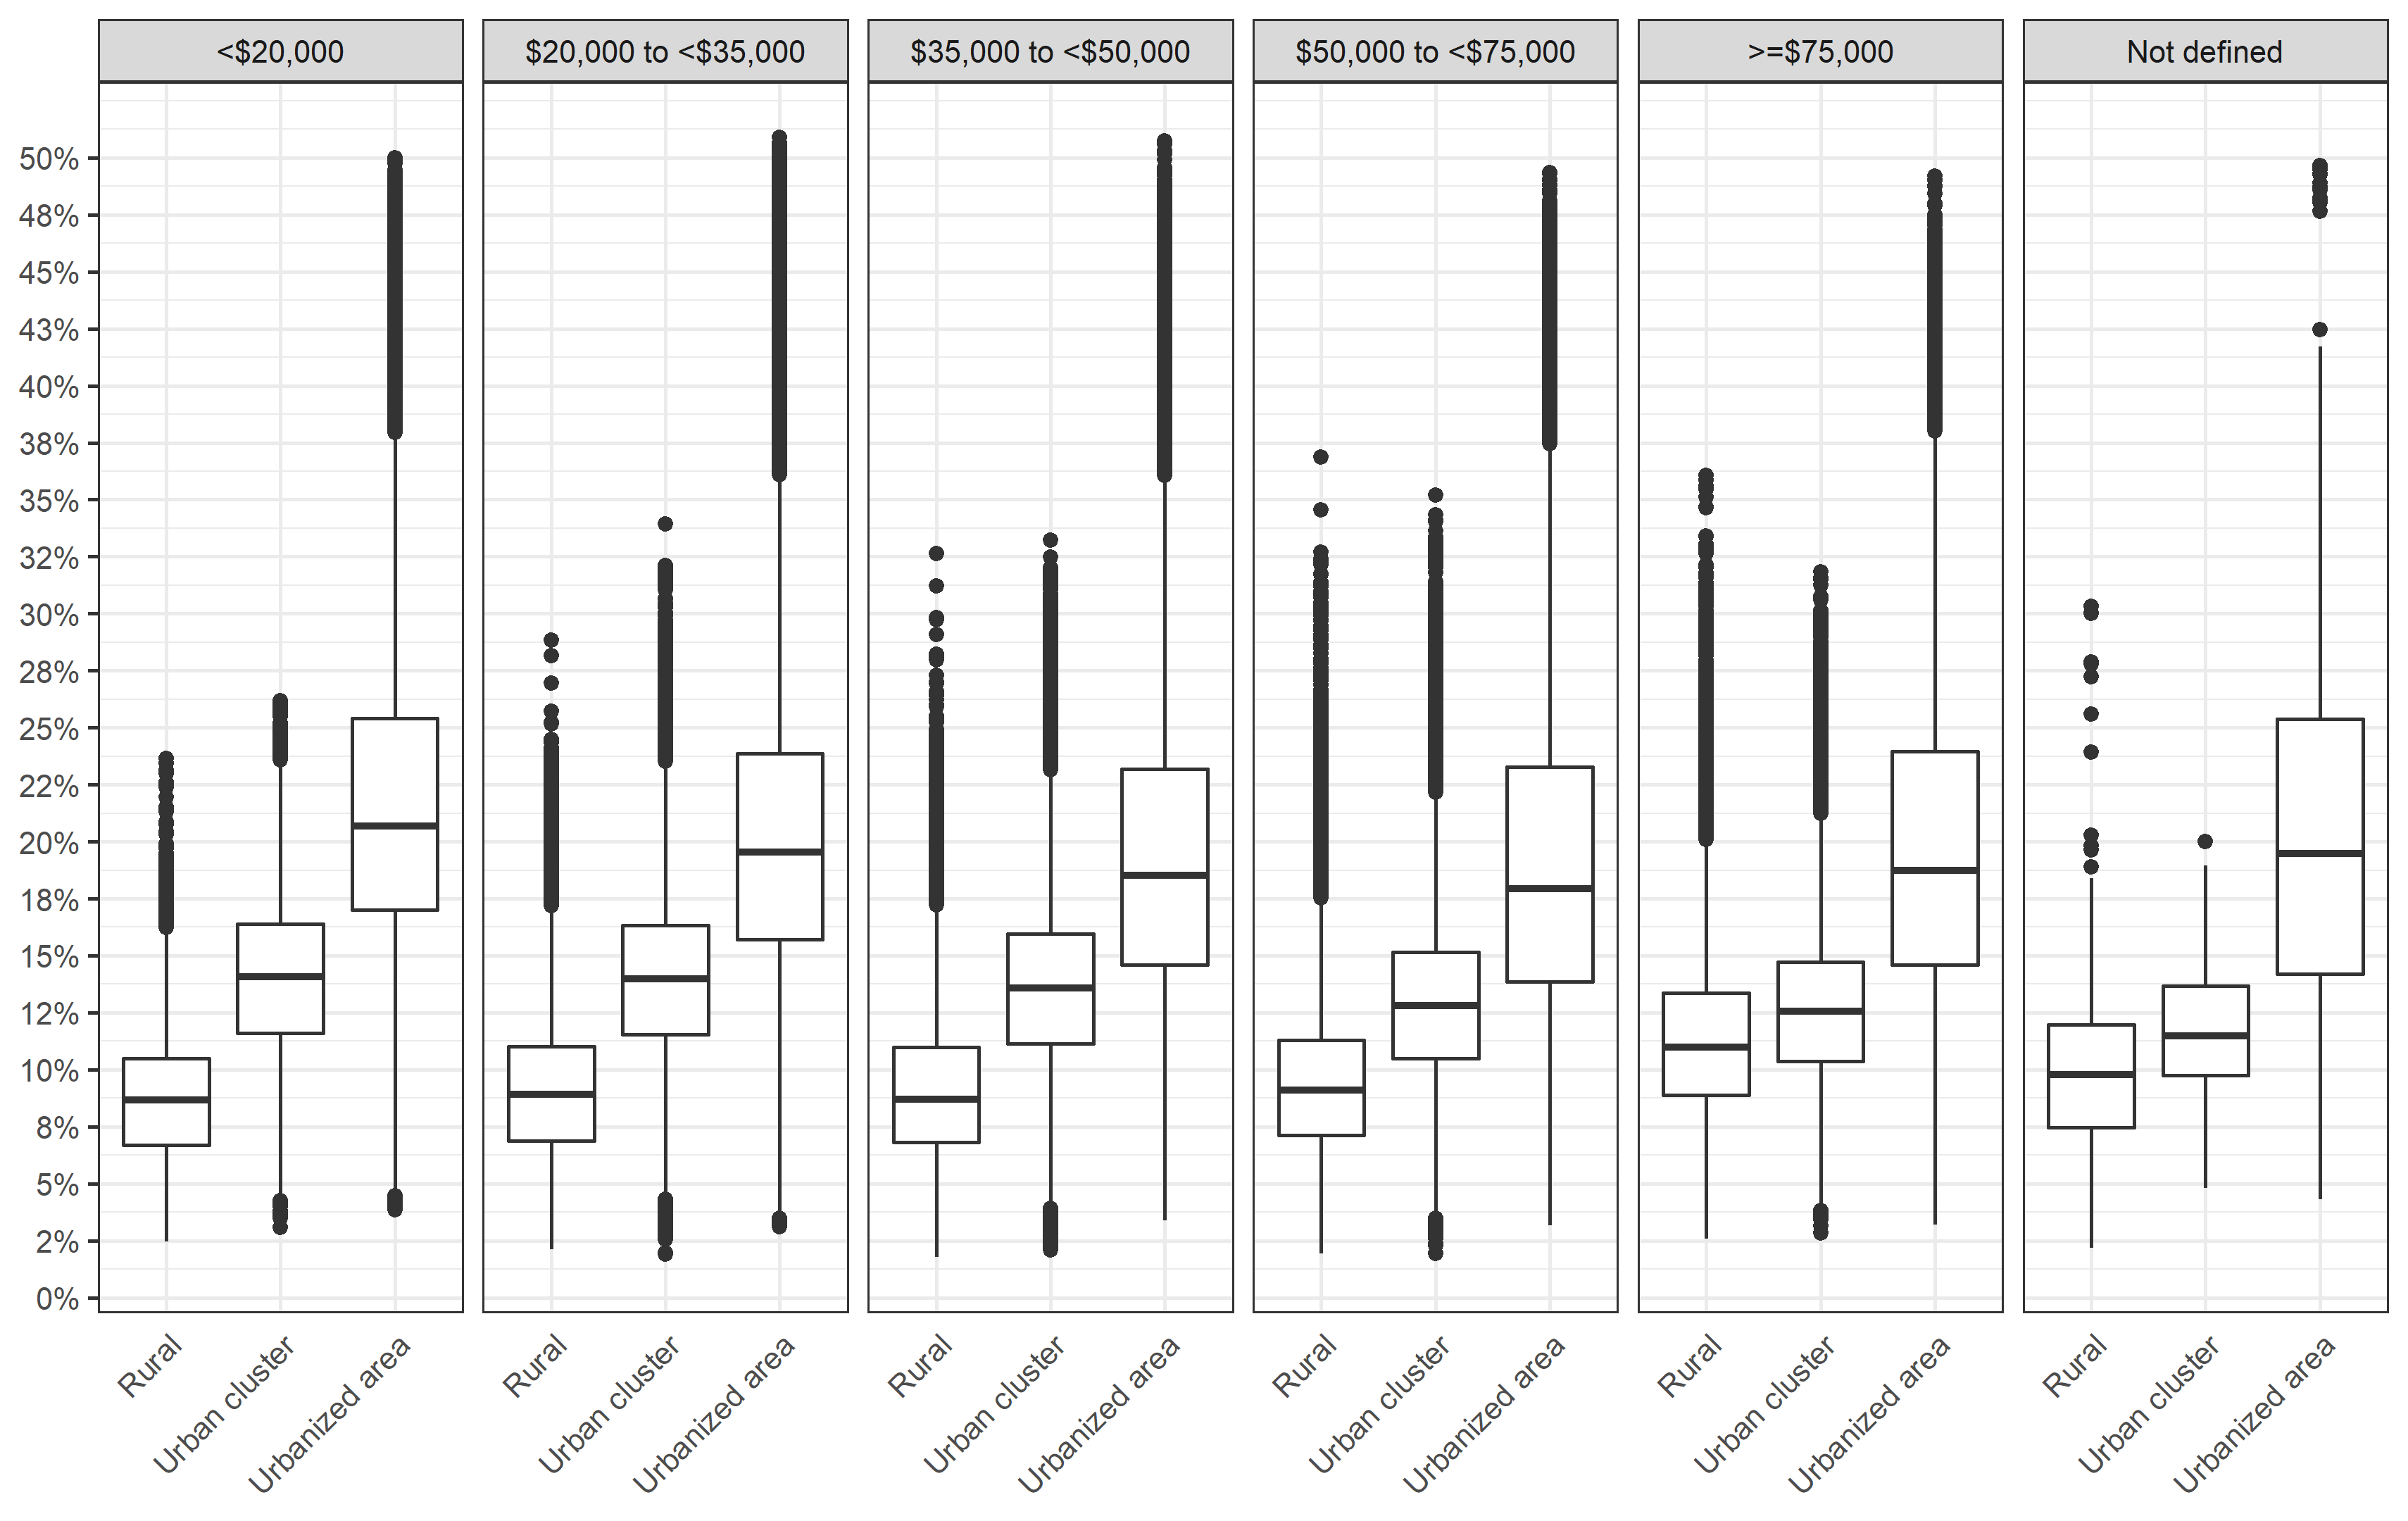 <$20,000
$20,000 to <$35,000
$35,000 to <$50,000
$50,000 to <$75,000
>=$75,000
Not defined
50%
48%
45%
43%
40%
38%
35%
32%
30%
28%
25%
22%
20%
18%
15%
12%
10%
8%
5%
2%
0%
Rural
Urban cluster
Urbanized area
Rural
Urban cluster
Urbanized area
Rural
Urban cluster
Urbanized area
Rural
Urban cluster
Urbanized area
Rural
Urban cluster
Urbanized area
Rural
Urban cluster
Urbanized area